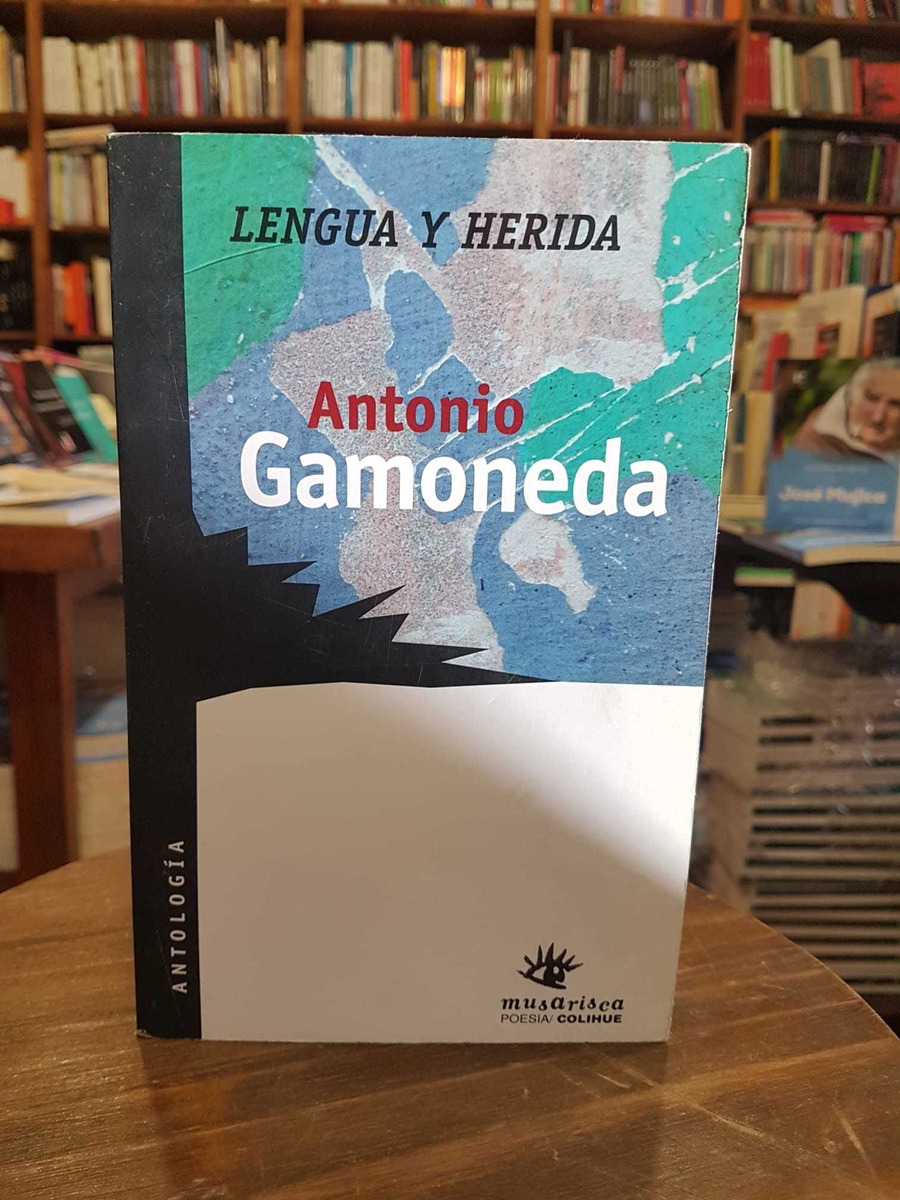 LENGUA Y HERIDA
Antonio
Gamoneda
ANTOLOGÍA
musarisca
POESIA/ COLIHUE
José Mujica